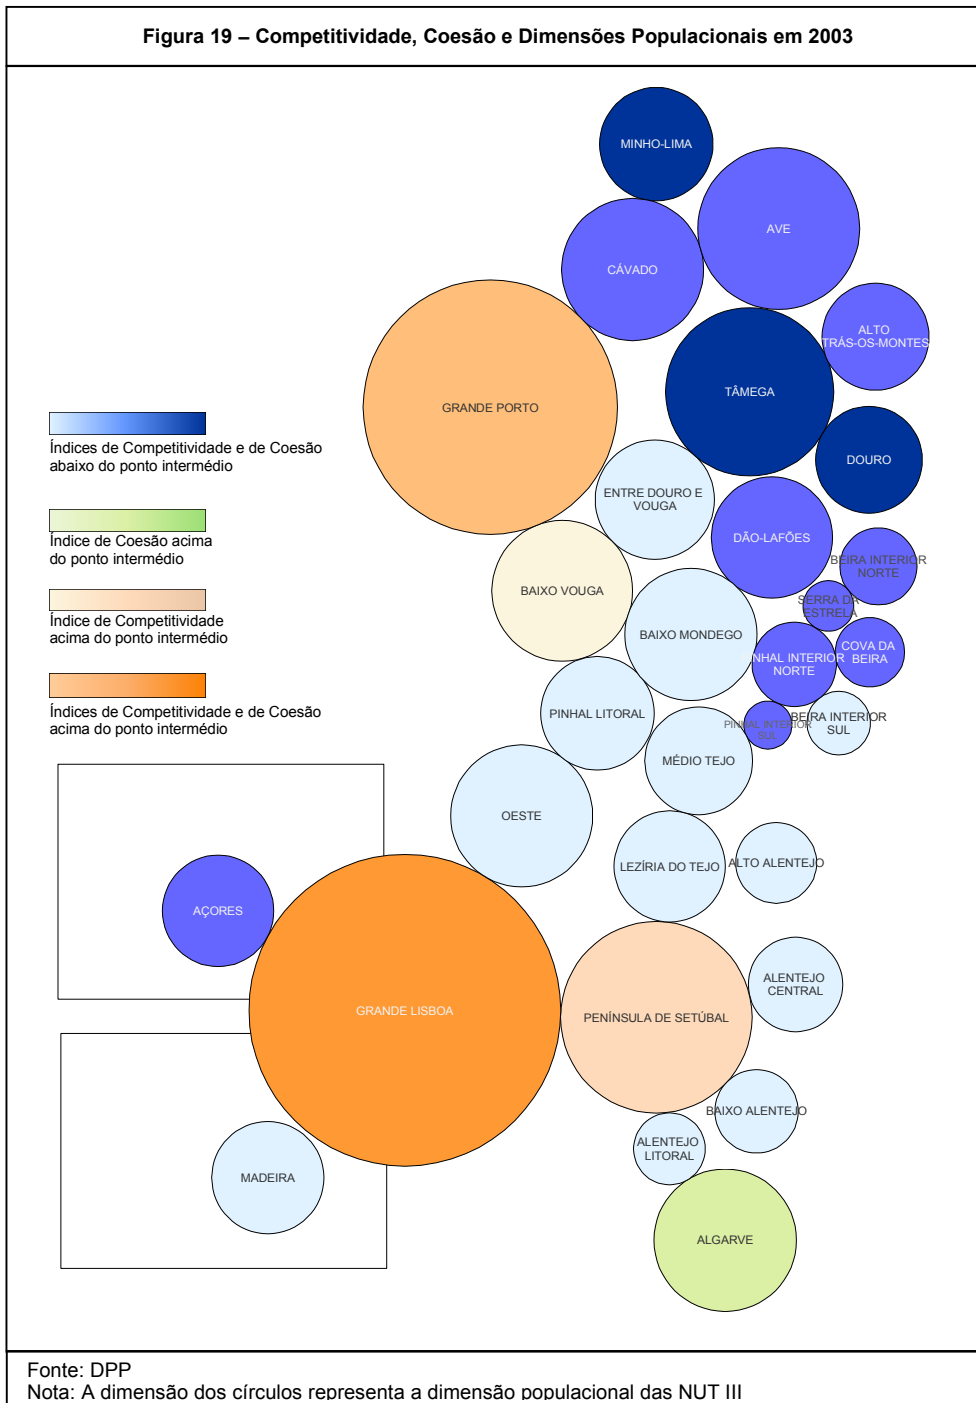 Figura 19 – Competitividade, Coesão e Dimensões Populacionais em 2003
MINHO-LIMA
AVE
CÁVADO
ALTO
TRÁS-OS-MONTES
TÂMEGA
GRANDE PORTO
DOURO
ENTRE DOURO E
VOUGA
DÃO-LAFÕES
BEIRA INTERIOR
NORTE
SERRA DA
ESTRELA
BAIXO VOUGA
BAIXO MONDEGO
COVA DA
BEIRA
NHAL INTERIOR
NORTE
PINHAL LITORAL
PINHAL INTERIOR
SUL
BEIRA INTERIOR
SUL
MÉDIO TEJO
OESTE
LEZÍRIA DO TEJO
ALTO ALENTEJO
Índices de Competitividade e de Coesão
abaixo do ponto intermédio
Índice de Coesão acima
do ponto intermédio
Índice de Competitividade
acima do ponto intermédio
Índices de Competitividade e de Coesão
acima do ponto intermédio
AÇORES
GRANDE LISBOA
PENÍNSULA DE SETÚBAL
ALENTEJO
CENTRAL
BAIXO ALENTEJO
ALENTEJO
LITORAL
MADEIRA
ALGARVE
Fonte: DPP
Nota: A dimensão dos círculos representa a dimensão populacional das NUT III